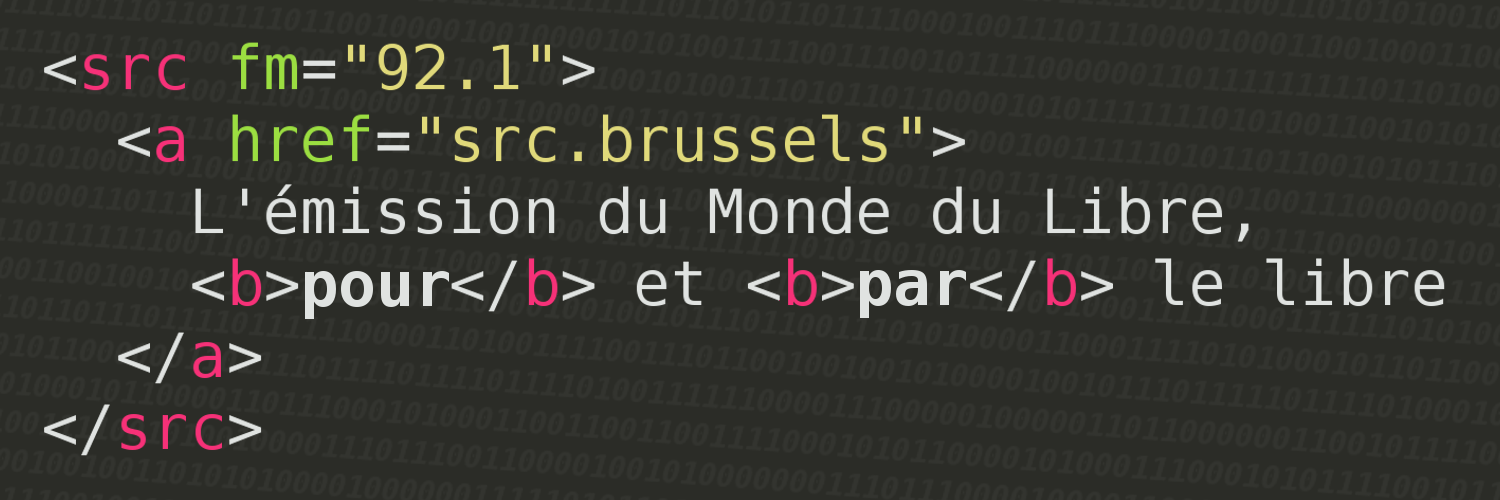 <src fm="92.1">
<a href="src.brussels">
L'émission du Monde du Libre,
<b>pour</b> et <b>par</b> le libre
</a>
</src>